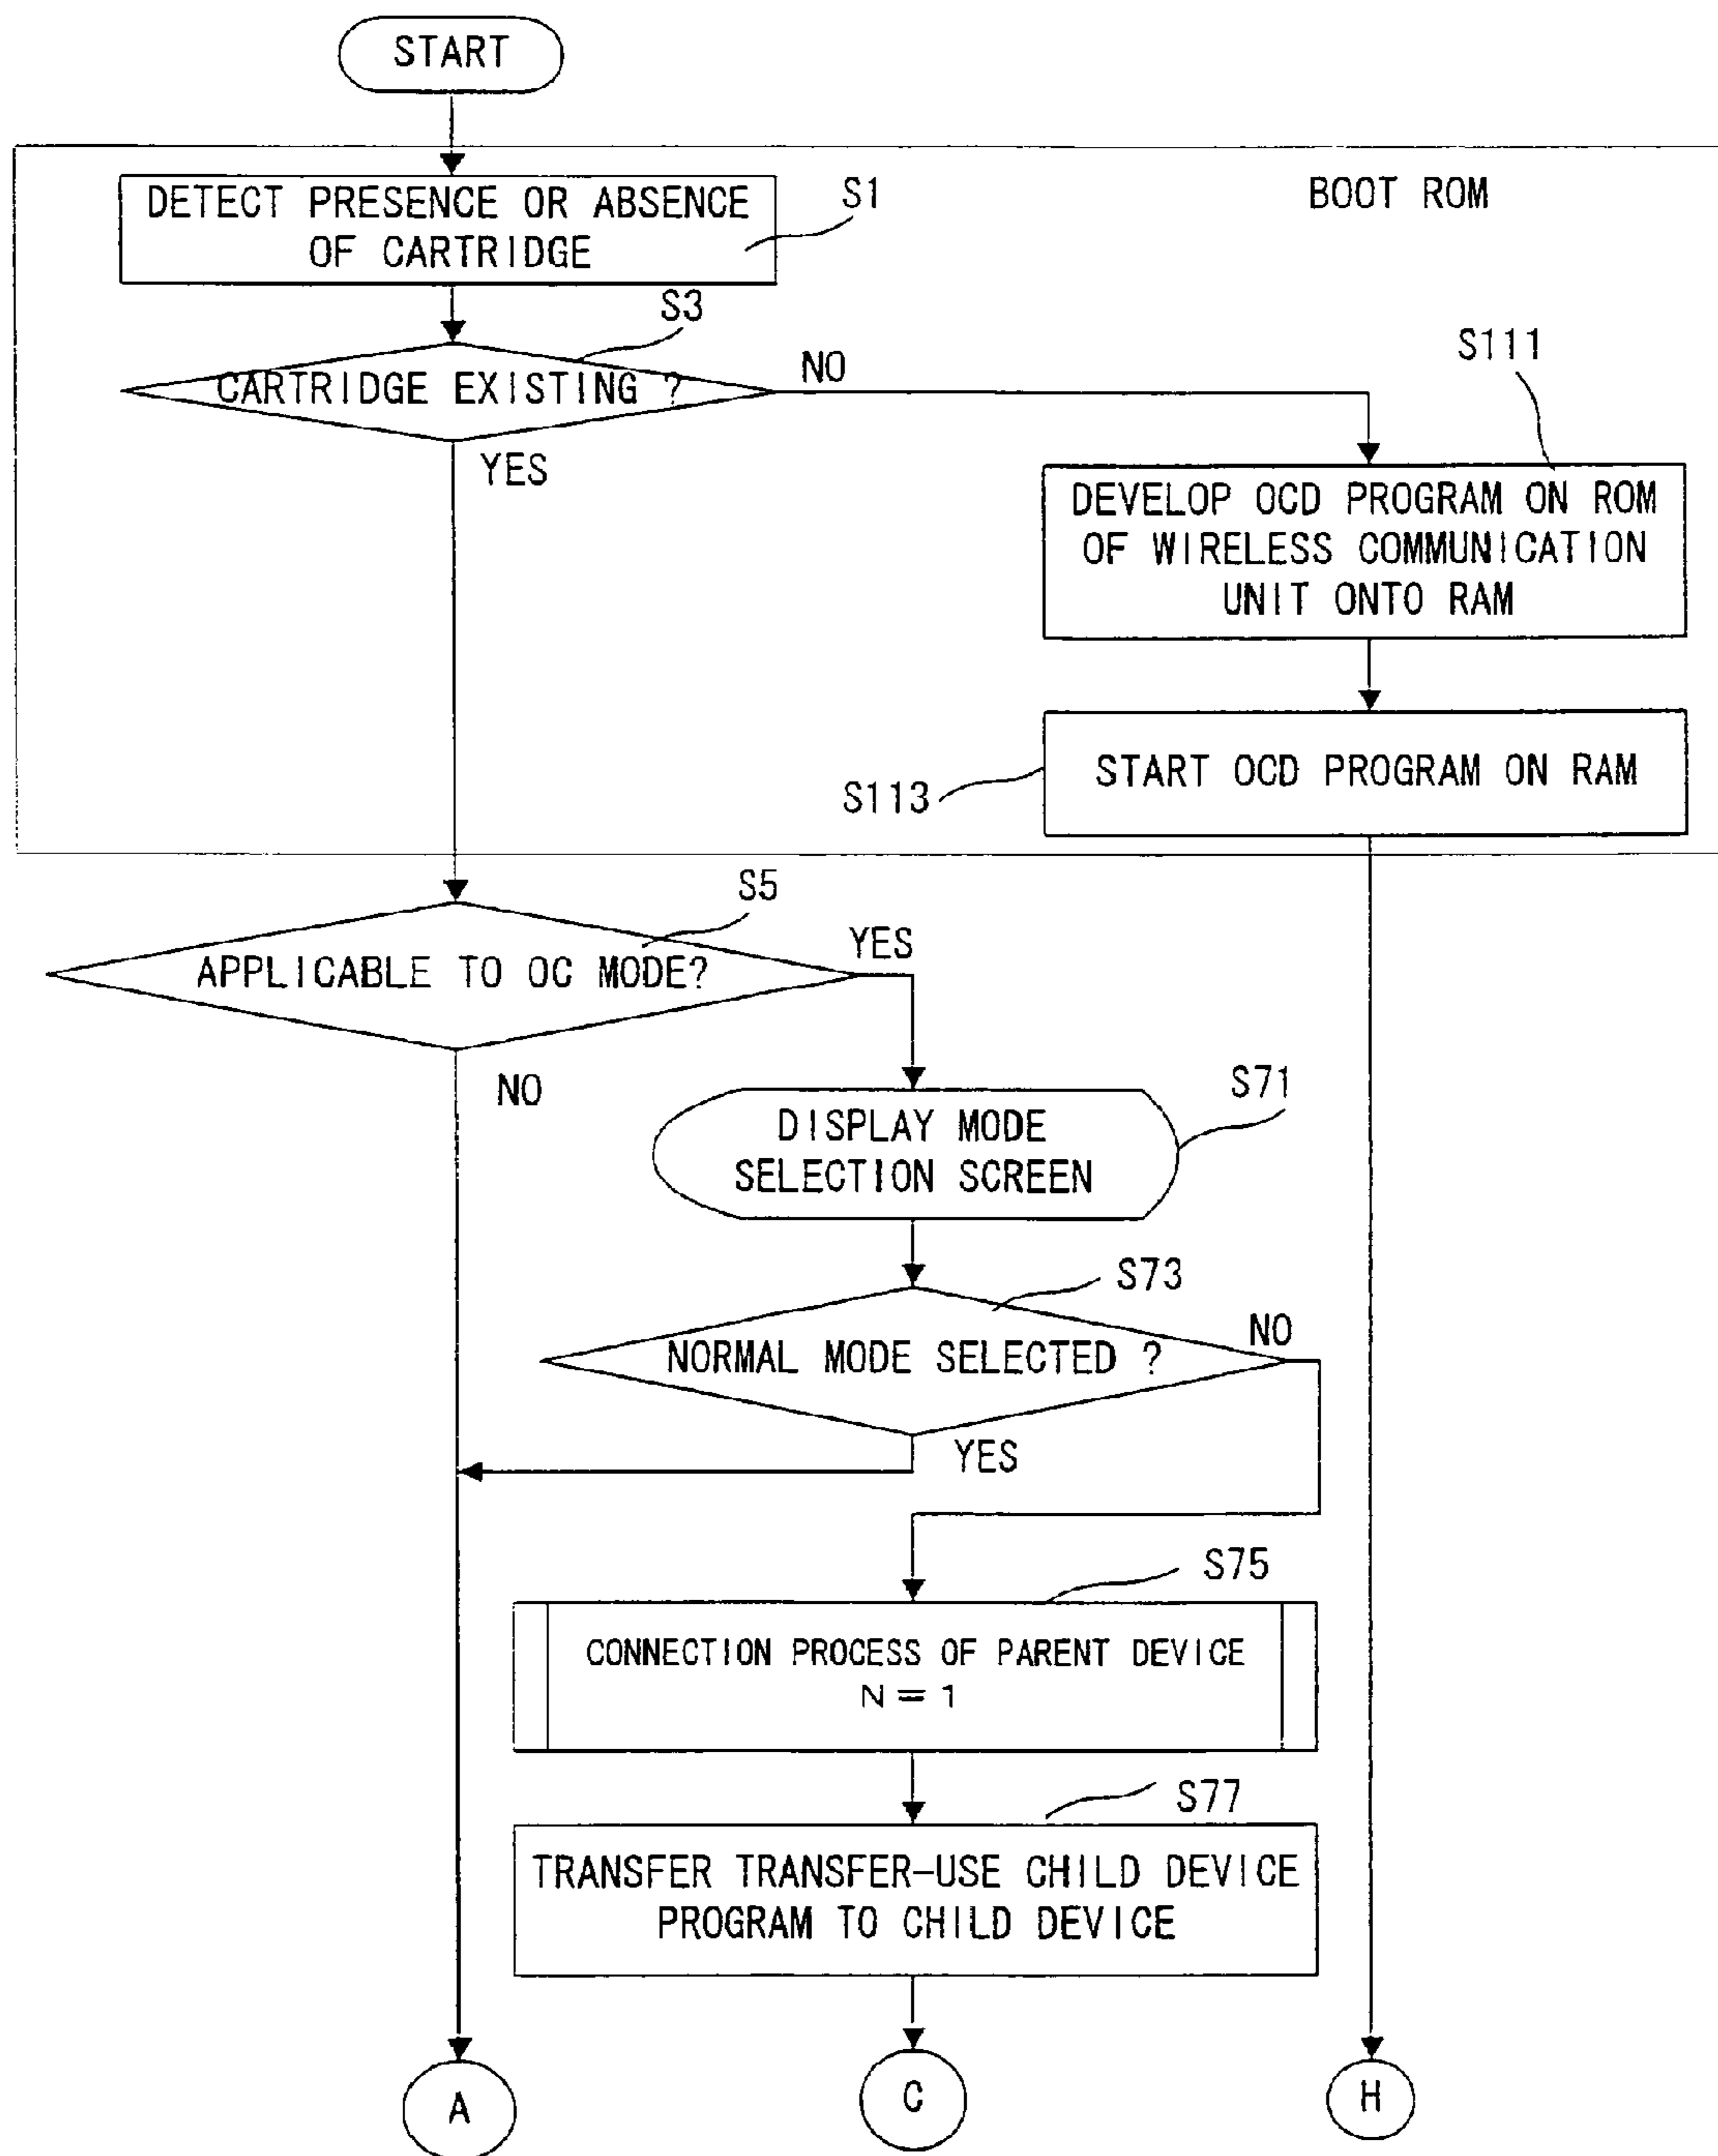 START
BOOT ROM
DETECT PRESENCE OR ABSENCE
OF CARTRIDGE
S1
S3
CARTRIDGE EXISTING ?
NO
YES
S111
DEVELOP OCD PROGRAM ON ROM
OF WIRELESS COMMUNICATION
UNIT ONTO RAM
START OCD PROGRAM ON RAM
S113
S5
APPLICABLE TO OC MODE?
YES
NO
S71
DISPLAY MODE
SELECTION SCREEN
S73
NORMAL MODE SELECTED ?
NO
YES
S75
CONNECTION PROCESS OF PARENT DEVICE
N = 1
S77
TRANSFER TRANSFER-USE CHILD DEVICE
PROGRAM TO CHILD DEVICE
A
C
H